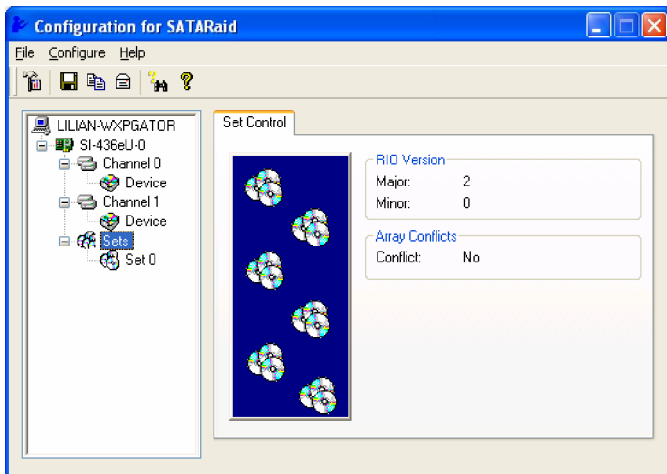 Configuration for SATARaid
File Configure Help
LILIAN-WXPGATOR
SI-436eU-0
Channel 0
Device
Channel 1
Device
Sets
Set 0
Set Control
RIO Version
Major: 2
Minor: 0
Array Conflicts
Conflict: No